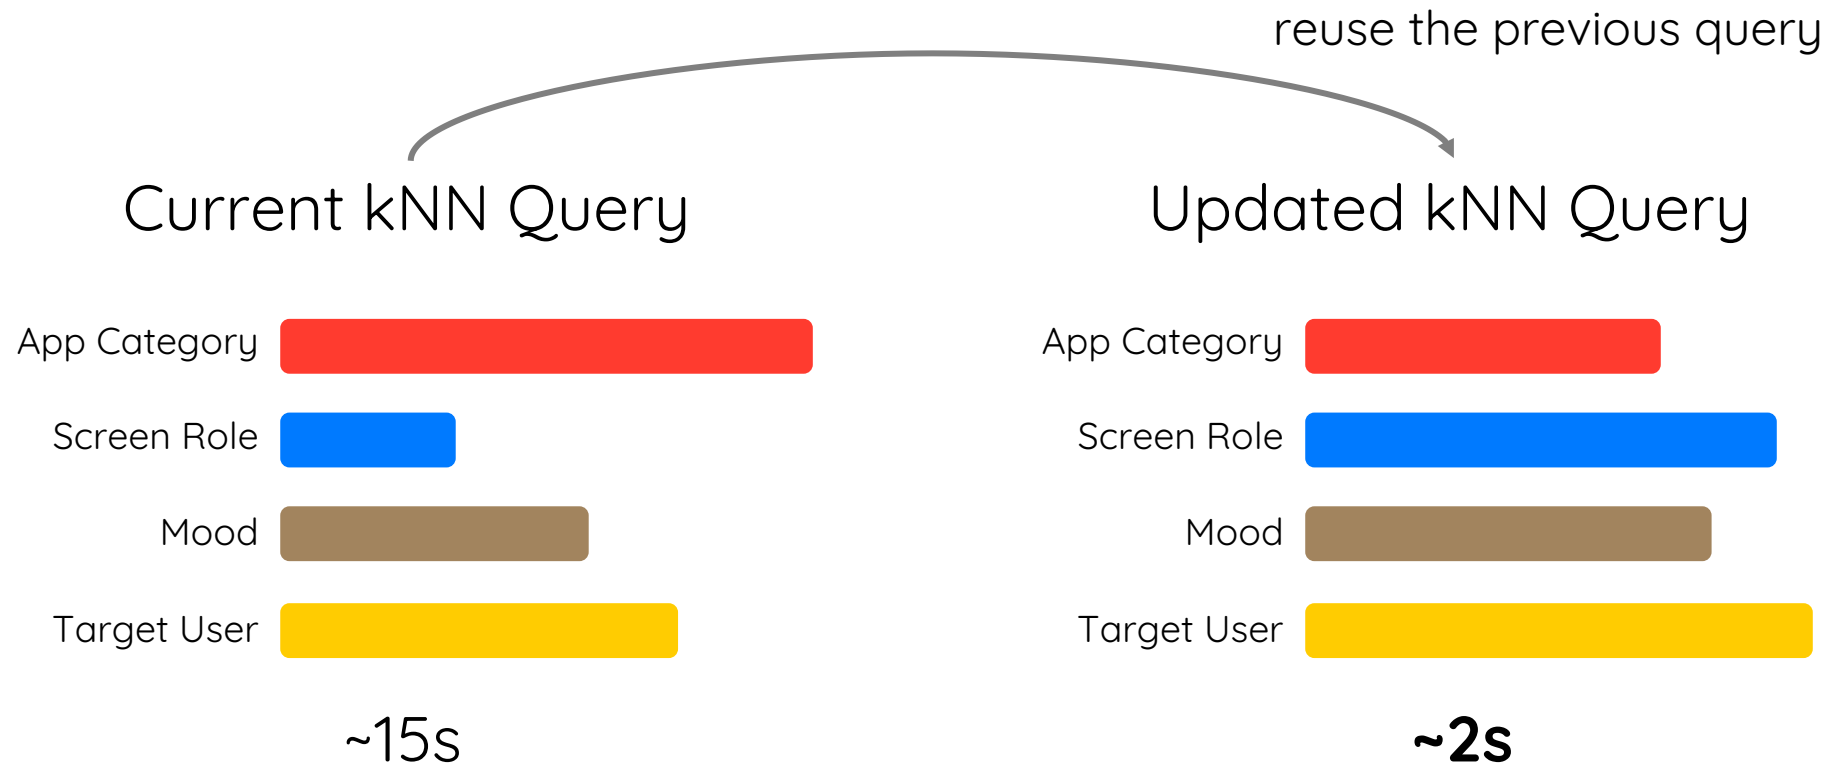 reuse the previous query
Current kNN Query
App Category
Screen Role
Mood
Target User
~15s
Updated kNN Query
App Category
Screen Role
Mood
Target User
~2s